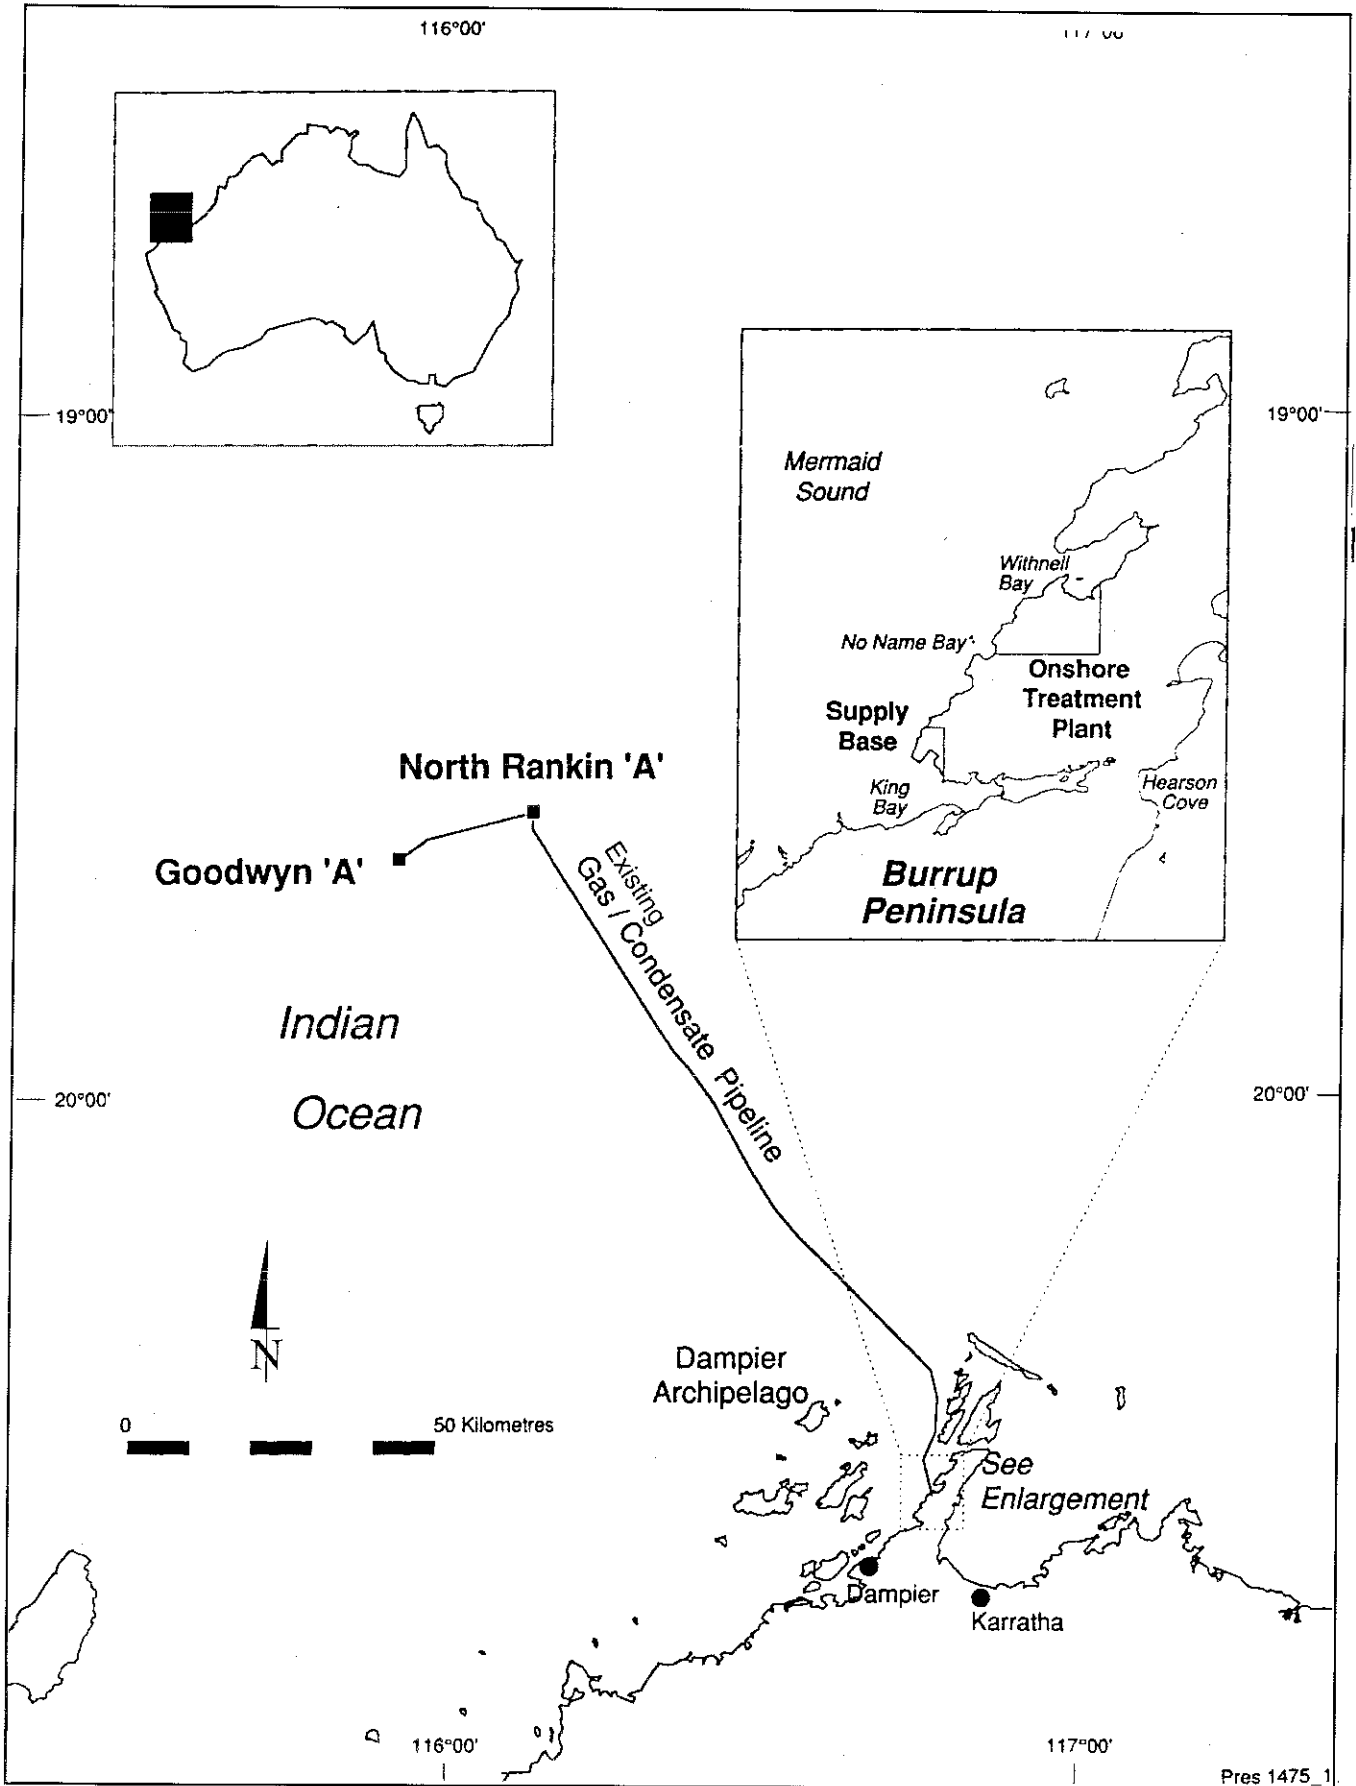 116°00'
19°00'
19°00'
Mermaid
Sound
Withnell
Bay
No Name Bay
Onshore
Treatment
Plant
Supply
Base
King
Bay
Hearson
Cove
Burrup
Peninsula
North Rankin 'A'
Goodwyn 'A'
Existing
Gas / Condensate Pipeline
Indian
Ocean
20°00'
20°00'
N
Dampier
Archipelago
0
50 Kilometres
See
Enlargement
Dampier
Karratha
116°00'
117°00'
Pres 1475_1